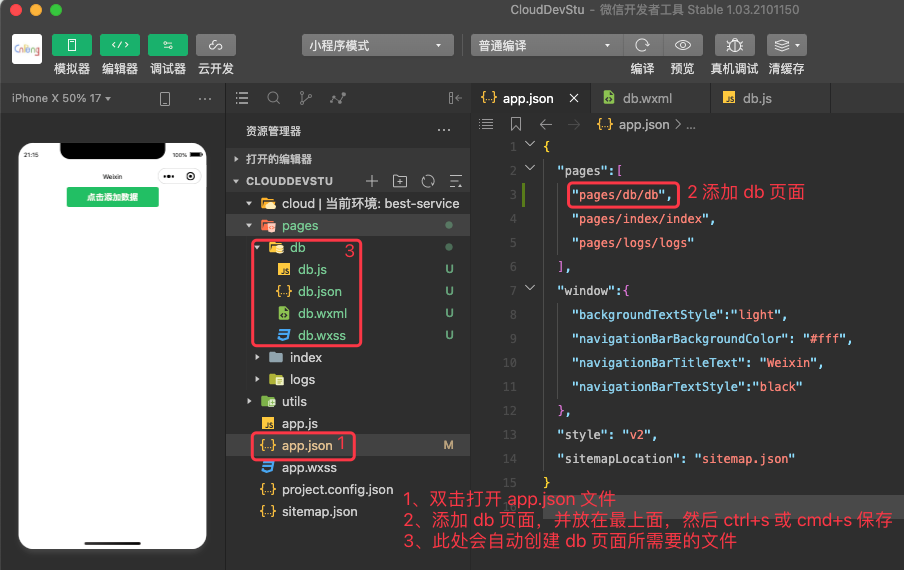 CloudDevStu - 微信开发者工具 Stable 1.03.2101150
Cnieng
模拟器 编辑器 调试器 云开发
小程序模式
普通编译
编译 预览 真机调试 清缓存
iPhone X 50% 17
app.json
db.wxml
db.js
资源管理器
app.json > ...
打开的编辑器
CLOUDDEVSTU
cloud | 当前环境: best-service
pages
db 3
db.js U
db.json U
db.wxml U
db.wxss U
index
logs
utils
app.js
app.json 1 M
app.wxss
project.config.json
sitemap.json
21:15 100%
Weixin
点击添加数据
1 {
2 "pages":[
3 "pages/db/db", 2 添加 db 页面
4 "pages/index/index",
5 "pages/logs/logs"
6 ],
7 "window":{
8 "backgroundTextStyle":"light",
9 "navigationBarBackgroundColor": "#fff",
10 "navigationBarTitleText": "Weixin",
11 "navigationBarTextStyle":"black"
12 },
13 "style": "v2",
14 "sitemapLocation": "sitemap.json"
15 }
1、双击打开 app.json 文件
2、添加 db 页面，并放在最上面，然后 ctrl+s 或 cmd+s 保存
3、此处会自动创建 db 页面所需要的文件